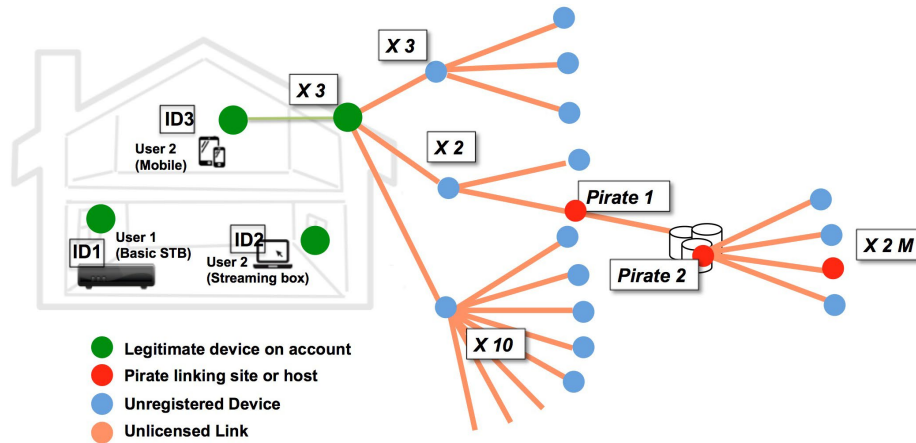 X 3
X 3
ID3
User 2
(Mobile)
X 2
Pirate 1
ID1
User 1
(Basic STB)
ID2
User 2
(Streaming box)
Pirate 2
X 2 M
X 10
Legitimate device on account
Pirate linking site or host
Unregistered Device
Unlicensed Link